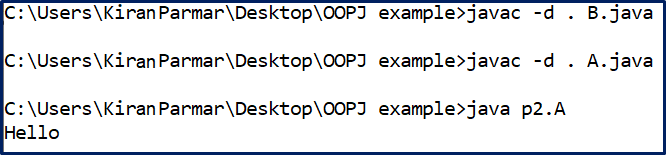 C:\Users\KiranParmar\Desktop\OOPJ example>javac -d . B.java
C:\Users\KiranParmar\Desktop\OOPJ example>javac -d . A.java
C:\Users\KiranParmar\Desktop\OOPJ example>java p2.A
Hello